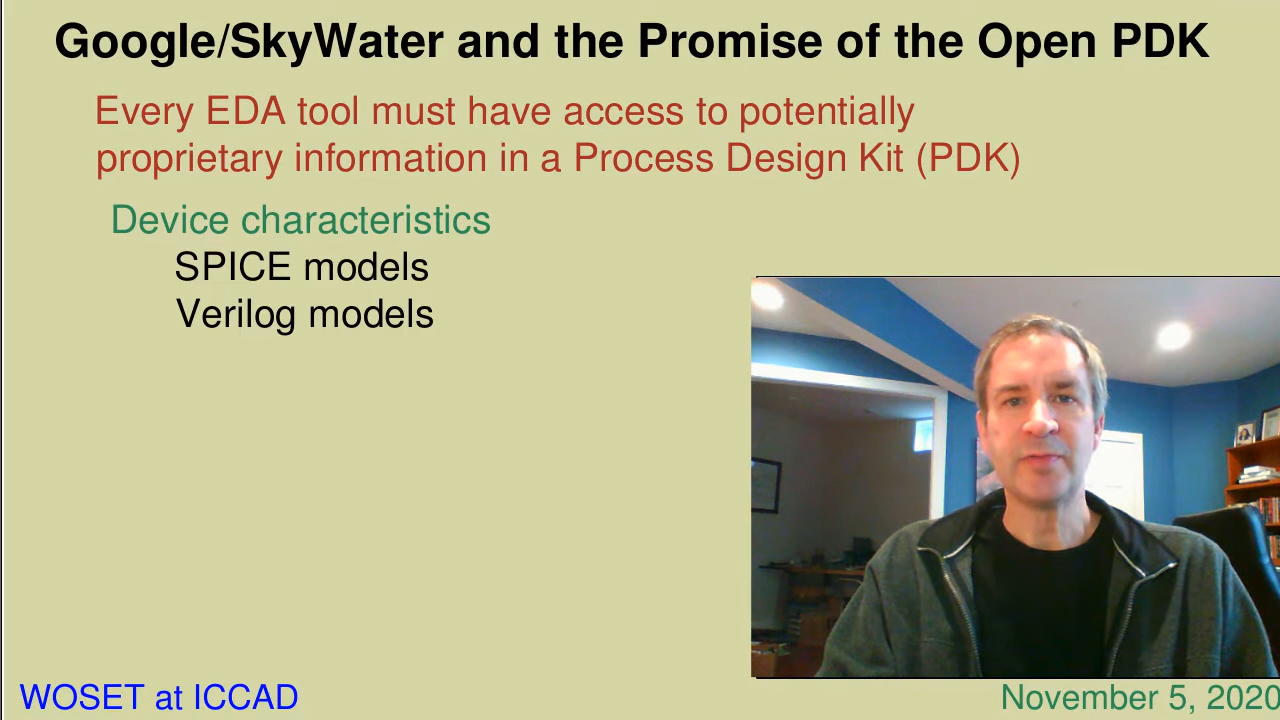 Google/SkyWater and the Promise of the Open PDK
Every EDA tool must have access to potentially
proprietary information in a Process Design Kit (PDK)
Device characteristics
SPICE models
Verilog models
WOSET at ICCAD
November 5, 2020